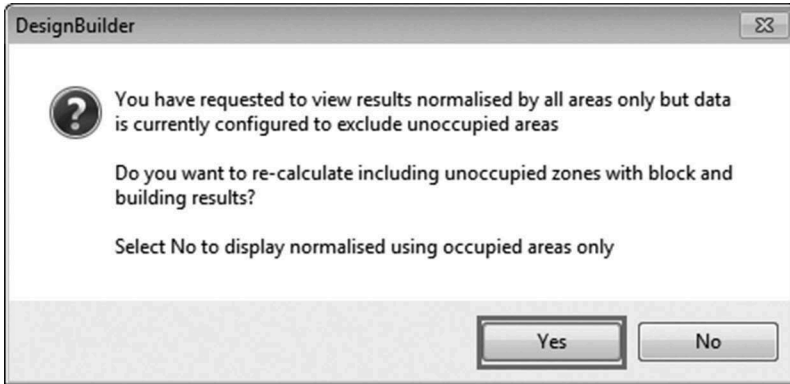 DesignBuilder
You have requested to view results normalised by all areas only but data
is currently configured to exclude unoccupied areas
Do you want to re-calculate including unoccupied zones with block and
building results?
Select No to display normalised using occupied areas only
Yes No